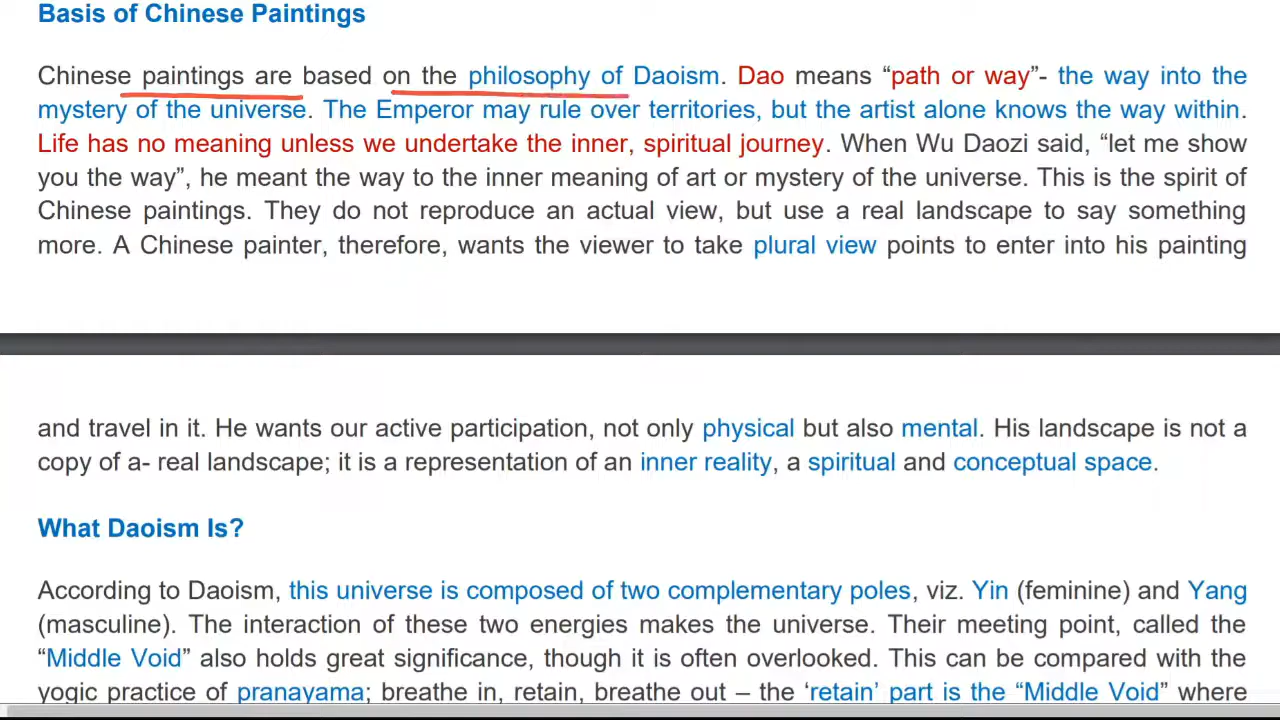 Basis of Chinese Paintings
Chinese paintings are based on the philosophy of Daoism. Dao means “path or way”- the way into the
mystery of the universe. The Emperor may rule over territories, but the artist alone knows the way within.
Life has no meaning unless we undertake the inner, spiritual journey. When Wu Daozi said, “let me show
you the way”, he meant the way to the inner meaning of art or mystery of the universe. This is the spirit of
Chinese paintings. They do not reproduce an actual view, but use a real landscape to say something
more. A Chinese painter, therefore, wants the viewer to take plural view points to enter into his painting
and travel in it. He wants our active participation, not only physical but also mental. His landscape is not a
copy of a- real landscape; it is a representation of an inner reality, a spiritual and conceptual space.
What Daoism Is?
According to Daoism, this universe is composed of two complementary poles, viz. Yin (feminine) and Yang
(masculine). The interaction of these two energies makes the universe. Their meeting point, called the
“Middle Void” also holds great significance, though it is often overlooked. This can be compared with the
yogic practice of pranayama; breathe in, retain, breathe out – the ‘retain’ part is the “Middle Void” where